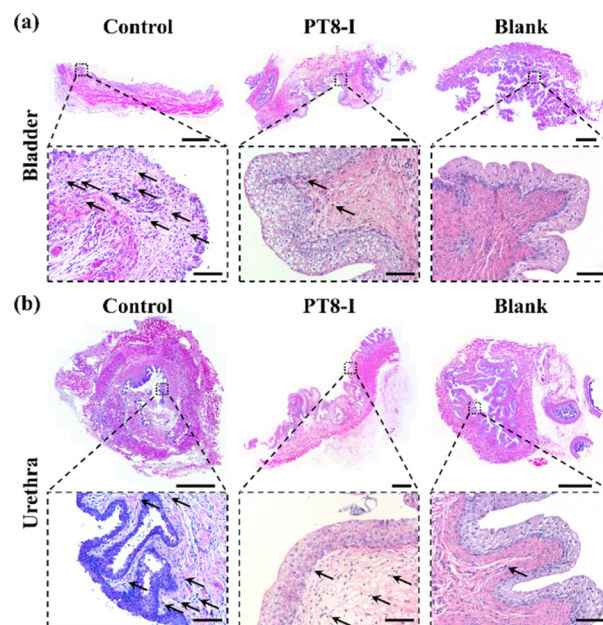 (a)
Control PT8-I Blank
Bladder
(b)
Control PT8-I Blank
Urethra